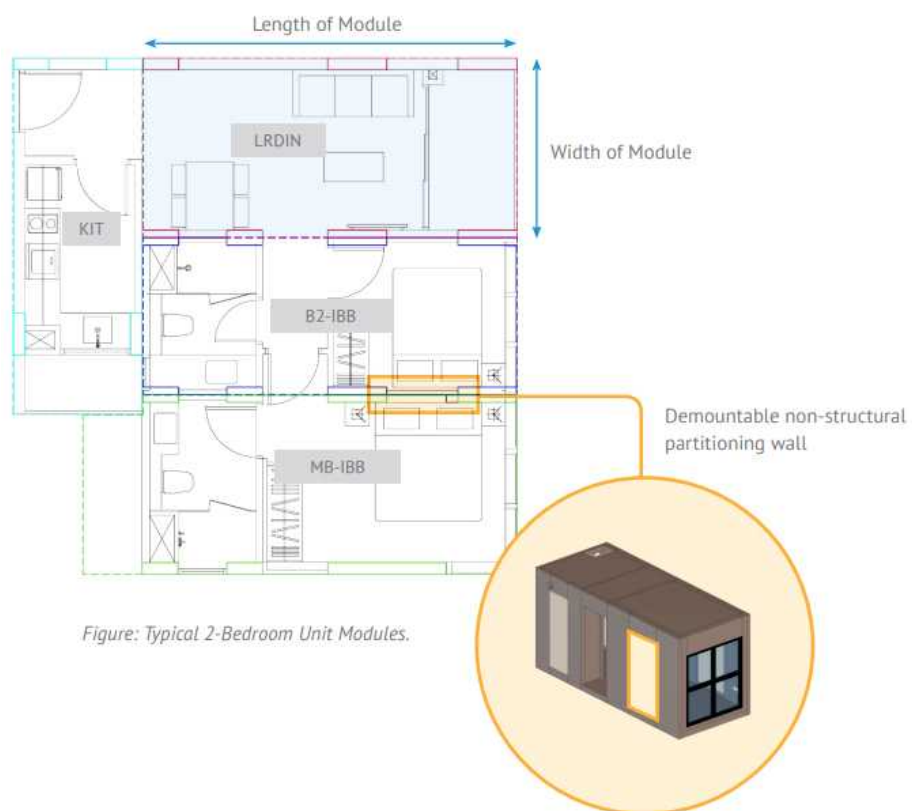 Length of Module
LRDIN
Width of Module
KIT
B2-IBB
Demountable non-structural
partitioning wall
MB-IBB
Figure: Typical 2-Bedroom Unit Modules.